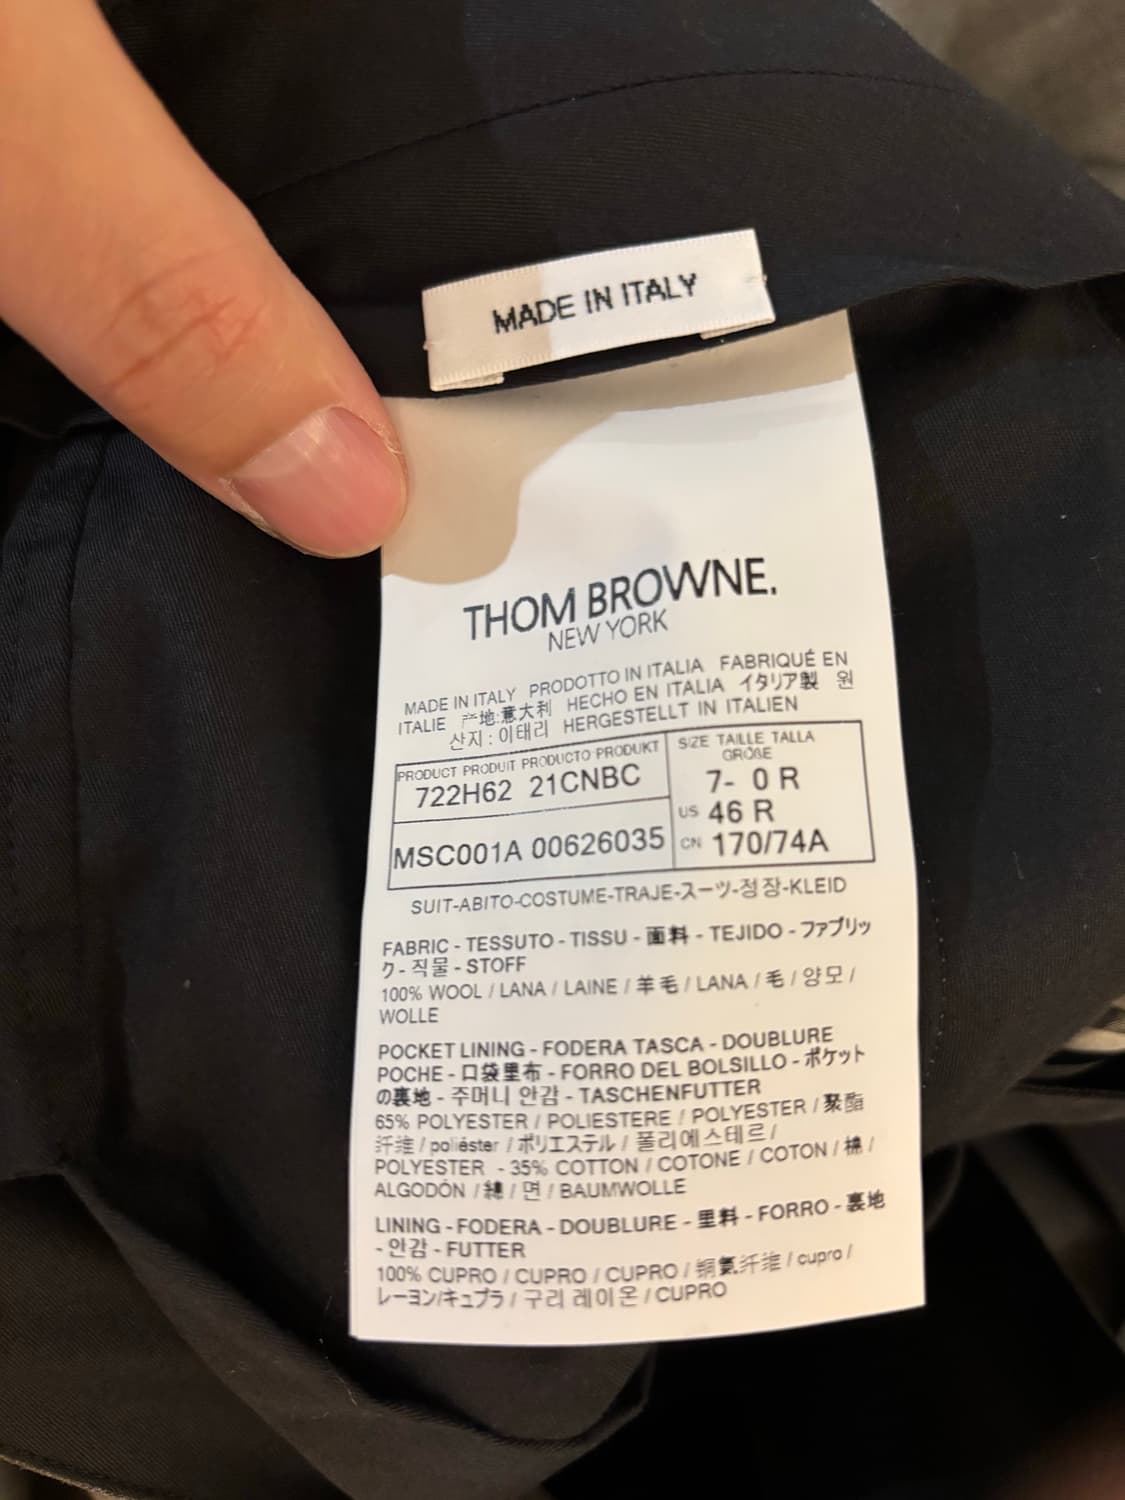 MADE IN ITALY
THOM BROWNE.
NEW YORK
MADE IN ITALY PRODOTTO IN ITALIA FABRIQUÉ EN
ITALIE 产地:意大利 HECHO EN ITALIA イタリア製 원
산지 : 이태리 HERGESTELLT IN ITALIEN
PRODUCT PRODUIT PRODUCTO PRODUKT
722H62 21CNBC
MSC001A 00626035
SIZE TAILLE TALLA
GRÖßE
7- 0 R
US 46 R
CN 170/74A
SUIT-ABITO-COSTUME-TRAJE-スーツ-정장-KLEID
FABRIC - TESSUTO - TISSU - 面料 - TEJIDO - ファブリッ
ク - 직물 - STOFF
100% WOOL / LANA / LAINE / 羊毛 / LANA / 毛 / 양모 /
WOLLE
POCKET LINING - FODERA TASCA - DOUBLURE
POCHE - 口袋里布 - FORRO DEL BOLSILLO - ポケット
の裏地 - 주머니 안감 - TASCHENFUTTER
65% POLYESTER / POLIESTERE / POLYESTER / 聚酯
纤维 / poliéster / ポリエステル / 폴리에스테르 /
POLYESTER - 35% COTTON / COTONE / COTON / 棉 /
ALGODÓN / 綿 / 면 / BAUMWOLLE
LINING - FODERA - DOUBLURE - 里料 - FORRO - 裏地
- 안감 - FUTTER
100% CUPRO / CUPRO / CUPRO / 铜氨纤维 / cupro /
レーヨン/キュプラ / 구리 레이온 / CUPRO